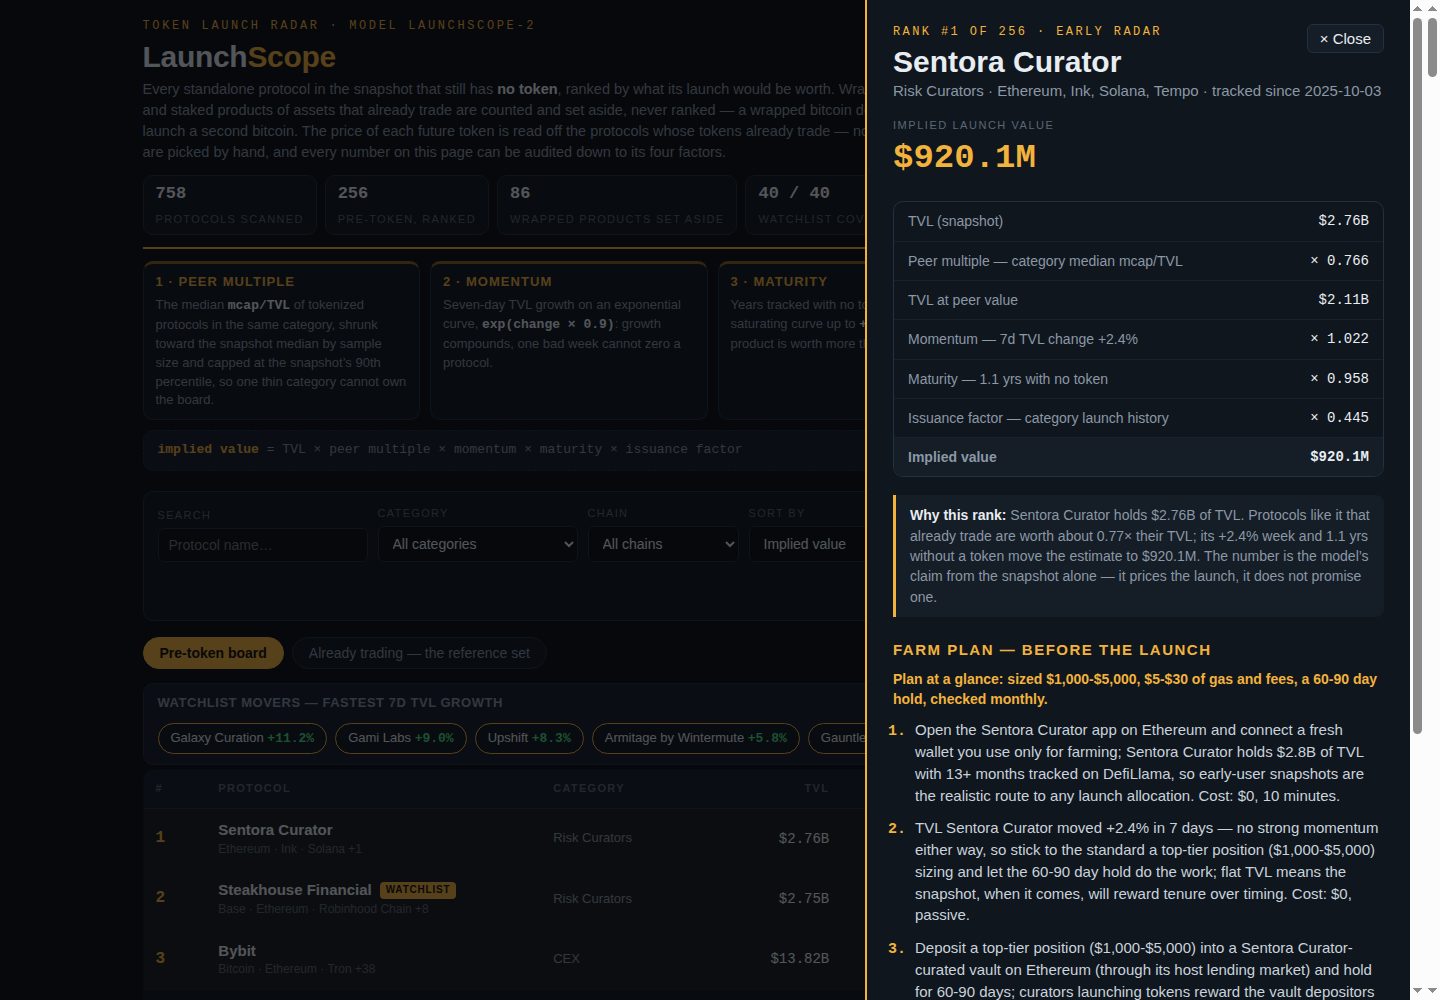 TOKEN LAUNCH RADAR · MODEL LAUNCHSCOPE-2
LaunchScope
Every standalone protocol in the snapshot that still has no token, ranked by what its launch would be worth. Wra
and staked products of assets that already trade are counted and set aside, never ranked — a wrapped bitcoin d
launch a second bitcoin. The price of each future token is read off the protocols whose tokens already trade — no
are picked by hand, and every number on this page can be audited down to its four factors.
758
PROTOCOLS SCANNED
256
PRE-TOKEN, RANKED
86
WRAPPED PRODUCTS SET ASIDE
40 / 40
WATCHLIST COV
1 · PEER MULTIPLE
The median mcap/TVL of tokenized
protocols in the same category, shrunk
toward the snapshot median by sample
size and capped at the snapshot's 90th
percentile, so one thin category cannot own
the board.
2 · MOMENTUM
Seven-day TVL growth on an exponential
curve, exp(change × 0.9): growth
compounds, one bad week cannot zero a
protocol.
3 · MATURITY
Years tracked with no to
saturating curve up to +
product is worth more th
implied value = TVL × peer multiple × momentum × maturity × issuance factor
SEARCH
Protocol name…
CATEGORY
All categories
CHAIN
All chains
SORT BY
Implied value
Pre-token board
Already trading — the reference set
WATCHLIST MOVERS — FASTEST 7D TVL GROWTH
Galaxy Curation +11.2%
Gami Labs +9.0%
Upshift +8.3%
Armitage by Wintermute +5.8%
Gauntle
# PROTOCOL CATEGORY TVL
1 Sentora Curator Risk Curators $2.76B
Ethereum · Ink · Solana +1
2 Steakhouse Financial WATCHLIST Risk Curators $2.75B
Base · Ethereum · Robinhood Chain +8
3 Bybit CEX $13.82B
Bitcoin · Ethereum · Tron +38
RANK #1 OF 256 · EARLY RADAR
× Close
Sentora Curator
Risk Curators · Ethereum, Ink, Solana, Tempo · tracked since 2025-10-03
IMPLIED LAUNCH VALUE
$920.1M
TVL (snapshot) $2.76B
Peer multiple — category median mcap/TVL × 0.766
TVL at peer value $2.11B
Momentum — 7d TVL change +2.4% × 1.022
Maturity — 1.1 yrs with no token × 0.958
Issuance factor — category launch history × 0.445
Implied value $920.1M
Why this rank: Sentora Curator holds $2.76B of TVL. Protocols like it that
already trade are worth about 0.77× their TVL; its +2.4% week and 1.1 yrs
without a token move the estimate to $920.1M. The number is the model's
claim from the snapshot alone — it prices the launch, it does not promise
one.
FARM PLAN — BEFORE THE LAUNCH
Plan at a glance: sized $1,000-$5,000, $5-$30 of gas and fees, a 60-90 day
hold, checked monthly.
1. Open the Sentora Curator app on Ethereum and connect a fresh
wallet you use only for farming; Sentora Curator holds $2.8B of TVL
with 13+ months tracked on DefiLlama, so early-user snapshots are
the realistic route to any launch allocation. Cost: $0, 10 minutes.
2. TVL Sentora Curator moved +2.4% in 7 days — no strong momentum
either way, so stick to the standard a top-tier position ($1,000-$5,000)
sizing and let the 60-90 day hold do the work; flat TVL means the
snapshot, when it comes, will reward tenure over timing. Cost: $0,
passive.
3. Deposit a top-tier position ($1,000-$5,000) into a Sentora Curator-
curated vault on Ethereum (through its host lending market) and hold
for 60-90 days; curators launching tokens reward the vault depositors